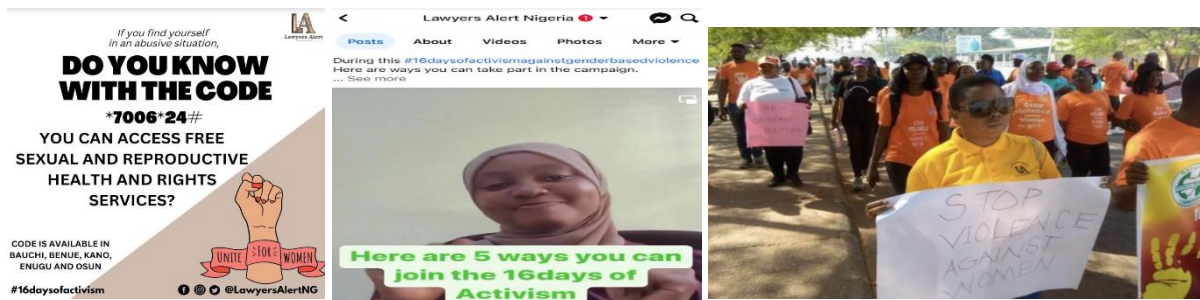 LA
Lawyers Alert
If you find yourself
in an abusive situation,
DO YOU KNOW
WITH THE CODE
*7006*24#
YOU CAN ACCESS FREE
SEXUAL AND REPRODUCTIVE
HEALTH AND RIGHTS
SERVICES?
CODE IS AVAILABLE IN
BAUCHI, BENUE, KANO,
ENUGU AND OSUN
UNITE FOR WOMEN
#16daysofactivism
@LawyersAlertNG
Lawyers Alert Nigeria
1
Posts About Videos Photos More
During this #16daysofactivismagainstgenderbasedviolence
Here are ways you can take part in the campaign.
... See more
Here are 5 ways you can
join the 16days of
Activism
STOP
VIOLENCE
AGAINST
WOMEN